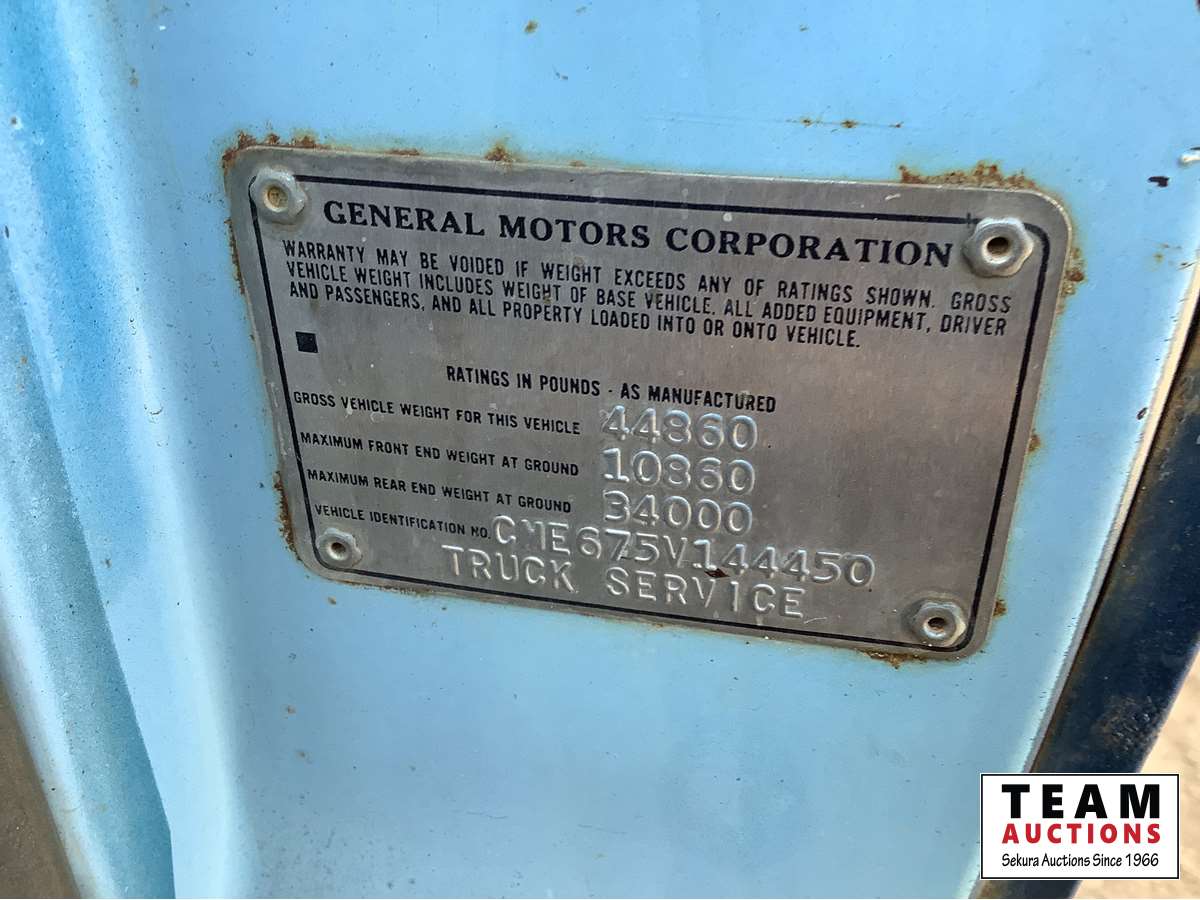 GENERAL MOTORS CORPORATION
WARRANTY MAY BE VOIDED IF WEIGHT EXCEEDS ANY OF RATINGS SHOWN. GROSS
VEHICLE WEIGHT INCLUDES WEIGHT OF BASE VEHICLE, ALL ADDED EQUIPMENT, DRIVER
AND PASSENGERS, AND ALL PROPERTY LOADED INTO OR ONTO VEHICLE.
RATINGS IN POUNDS - AS MANUFACTURED
GROSS VEHICLE WEIGHT FOR THIS VEHICLE 44860
MAXIMUM FRONT END WEIGHT AT GROUND 10860
MAXIMUM REAR END WEIGHT AT GROUND 34000
VEHICLE IDENTIFICATION NO. CME675V144450
TRUCK SERVICE
TEAM
AUCTIONS
Sekura Auctions Since 1966